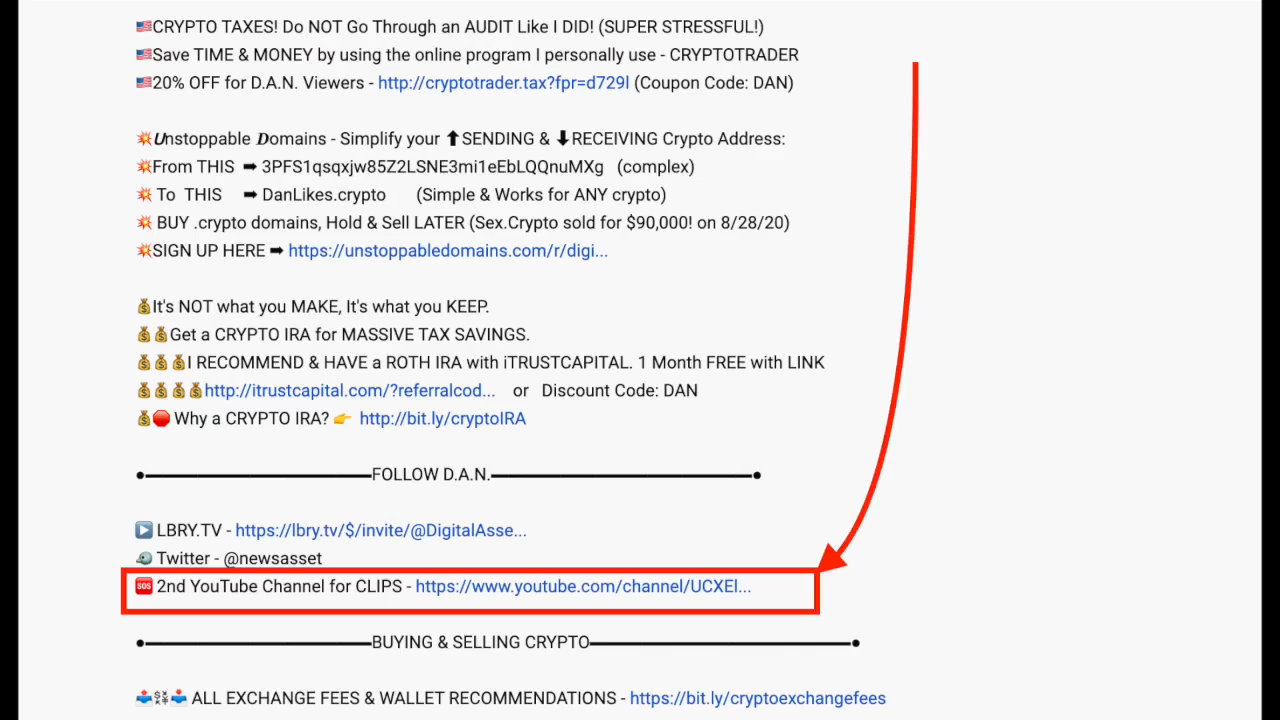 🇺🇸CRYPTO TAXES! Do NOT Go Through an AUDIT Like I DID! (SUPER STRESSFUL!)
🇺🇸Save TIME & MONEY by using the online program I personally use - CRYPTOTRADER
🇺🇸20% OFF for D.A.N. Viewers - http://cryptotrader.tax?fpr=d729l (Coupon Code: DAN)
💥𝑼nstoppable 𝑫omains - Simplify your ⬆SENDING & ⬇RECEIVING Crypto Address:
💥From THIS ➡ 3PFS1qsqxjw85Z2LSNE3mi1eEbLQQnuMXg (complex)
💥 To THIS ➡ DanLikes.crypto (Simple & Works for ANY crypto)
💥 BUY .crypto domains, Hold & Sell LATER (Sex.Crypto sold for $90,000! on 8/28/20)
💥SIGN UP HERE ➡ https://unstoppabledomains.com/r/digi...
💰It's NOT what you MAKE, It's what you KEEP.
💰💰Get a CRYPTO IRA for MASSIVE TAX SAVINGS.
💰💰💰I RECOMMEND & HAVE a ROTH IRA with iTRUSTCAPITAL. 1 Month FREE with LINK
💰💰💰💰http://itrustcapital.com/?referralcod... or Discount Code: DAN
💰🛑 Why a CRYPTO IRA? 👉 http://bit.ly/cryptoIRA
●▬▬▬▬▬▬▬▬▬▬▬▬▬▬FOLLOW D.A.N.▬▬▬▬▬▬▬▬▬▬▬▬▬▬●
▶️ LBRY.TV - https://lbry.tv/$/invite/@DigitalAsse...
🐦 Twitter - @newsasset
🆘 2nd YouTube Channel for CLIPS - https://www.youtube.com/channel/UCXEl...
●▬▬▬▬▬▬▬▬▬▬▬▬▬▬BUYING & SELLING CRYPTO▬▬▬▬▬▬▬▬▬▬▬▬▬▬●
📤💱📥 ALL EXCHANGE FEES & WALLET RECOMMENDATIONS - https://bit.ly/cryptoexchangefees